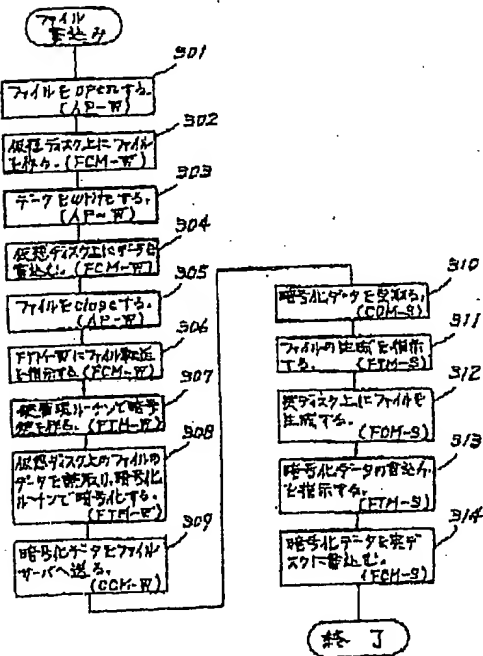 ファイル
書込み
301
ファイルをopenする。
(AP-W)
302
仮想ディスク上にファイル
を作る。(FCM-W)
303
データをwriteする。
(AP-W)
304
仮想ディスク上にデータを
書込む。(FCM-W)
305
ファイルをcloseする。
(AP-W)
306
FTM-Wにファイル転送
を指示する。(FCM-W)
307
鍵管理ルーチンで暗号
鍵を作る。(FTM-W)
308
仮想ディスク上のファイルの
データを読取り、暗号化
ルーチンで暗号化する。
(FTM-W)
309
暗号化データをファイル
サーバへ送る。
(CCM-W)
310
暗号化データを受取る。
(CCM-S)
311
ファイルの生成を指示
する。(FTM-S)
312
実ディスク上にファイルを
生成する。
(FCM-S)
313
暗号化データの書込み
を指示する。
(FTM-S)
314
暗号化データを実ディ
スクに書込む。
(FCM-S)
終了